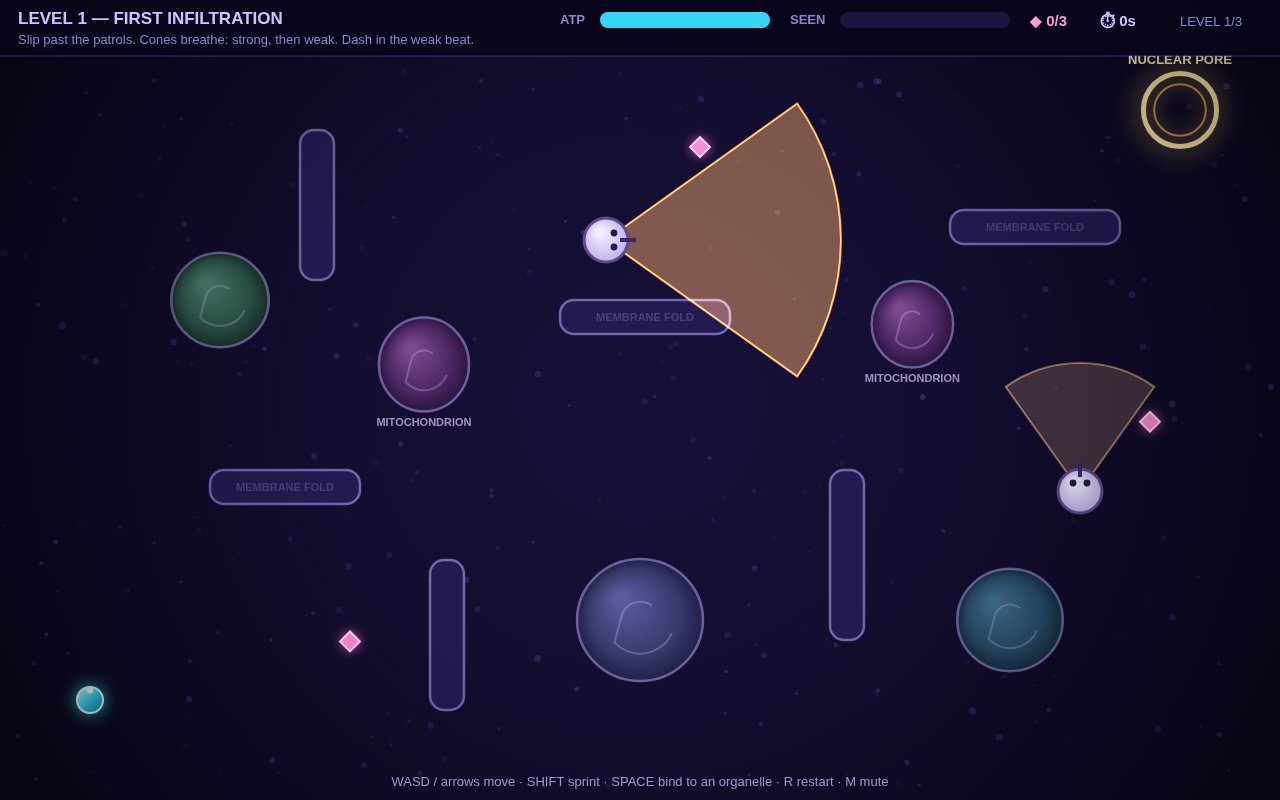 LEVEL 1 — FIRST INFILTRATION
Slip past the patrols. Cones breathe: strong, then weak. Dash in the weak beat.
ATP
SEEN
◆ 0/3
⏱ 0s
LEVEL 1/3
NUCLEAR PORE
MEMBRANE FOLD
MEMBRANE FOLD
MITOCHONDRION
MITOCHONDRION
MEMBRANE FOLD
WASD / arrows move · SHIFT sprint · SPACE bind to an organelle · R restart · M mute